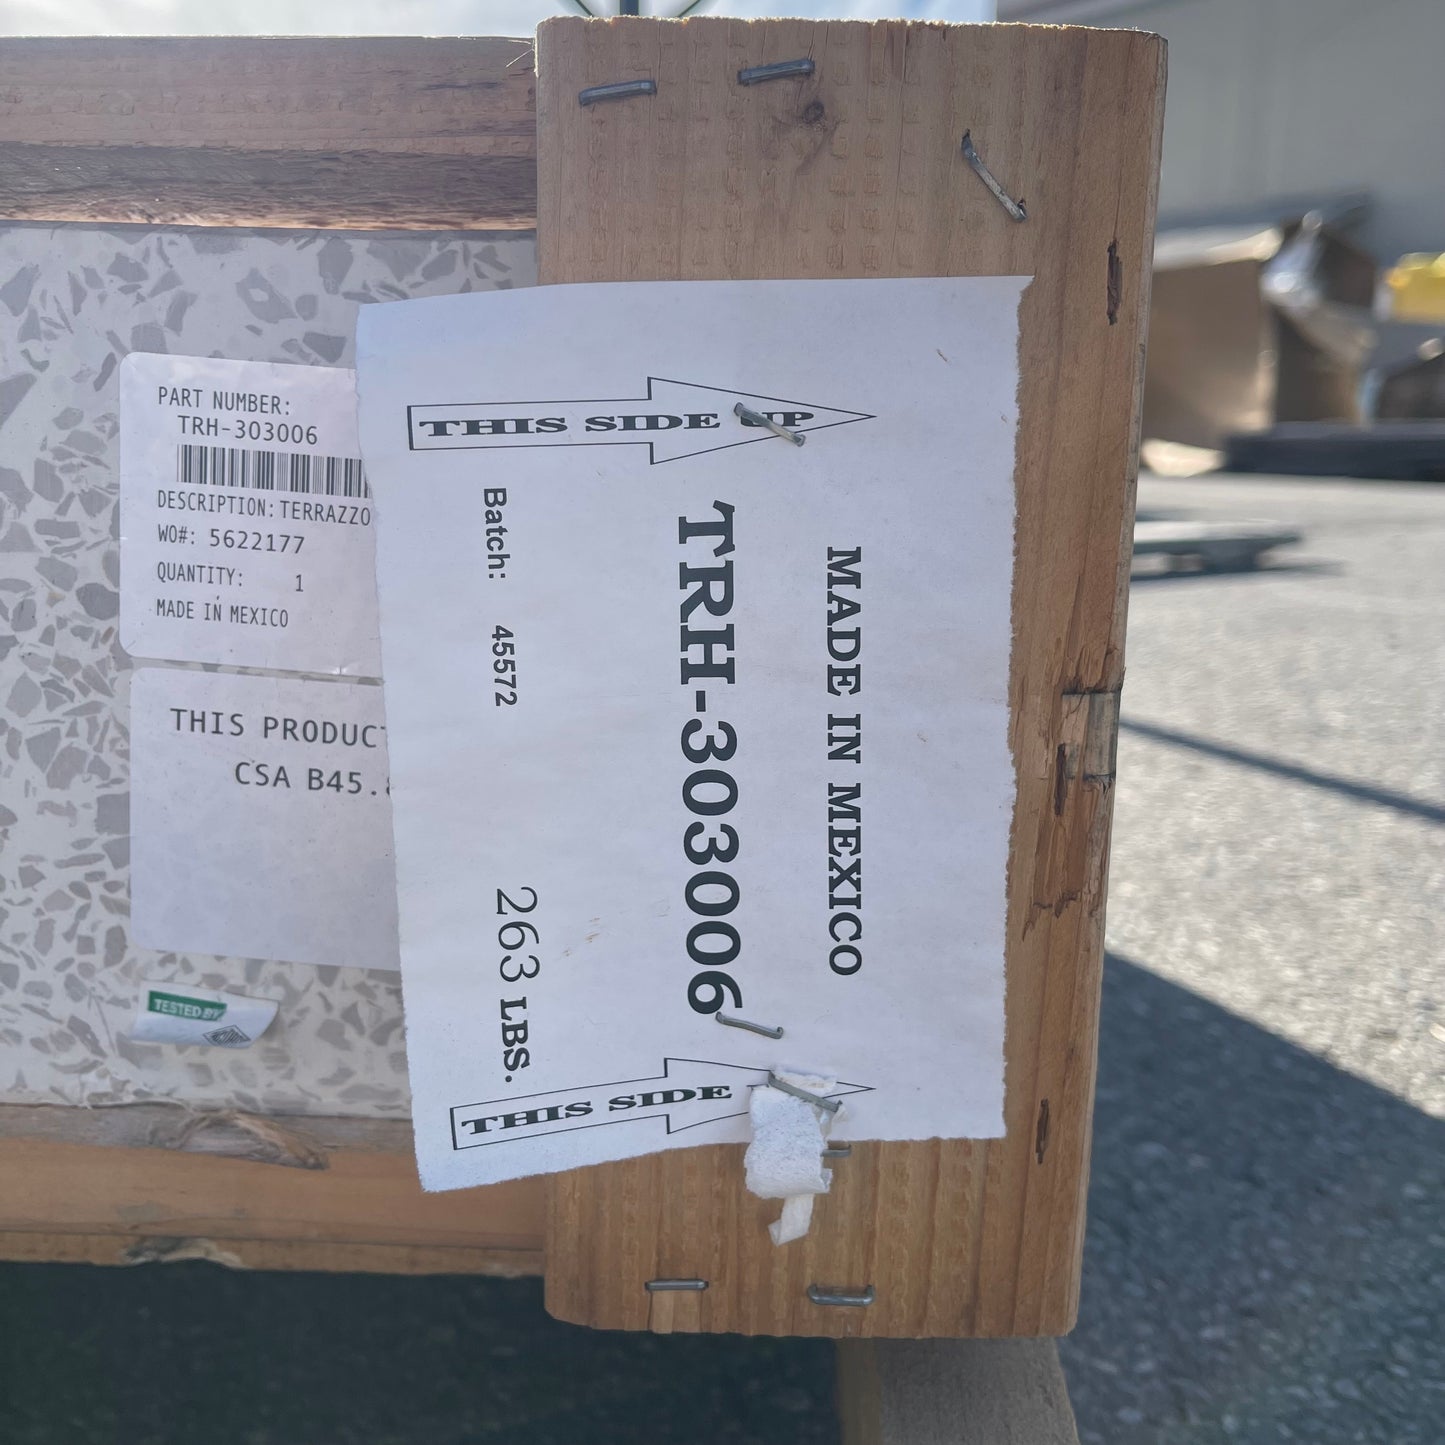 PART NUMBER:
TRH-303006
DESCRIPTION: TERRAZZO
WO#: 5622177
QUANTITY: 1
MADE IN MEXICO
THIS PRODUCT
CSA B45.
TESTED BY
THIS SIDE UP
MADE IN MEXICO
TRH-303006
Batch: 45572
263 LBS.
THIS SIDE